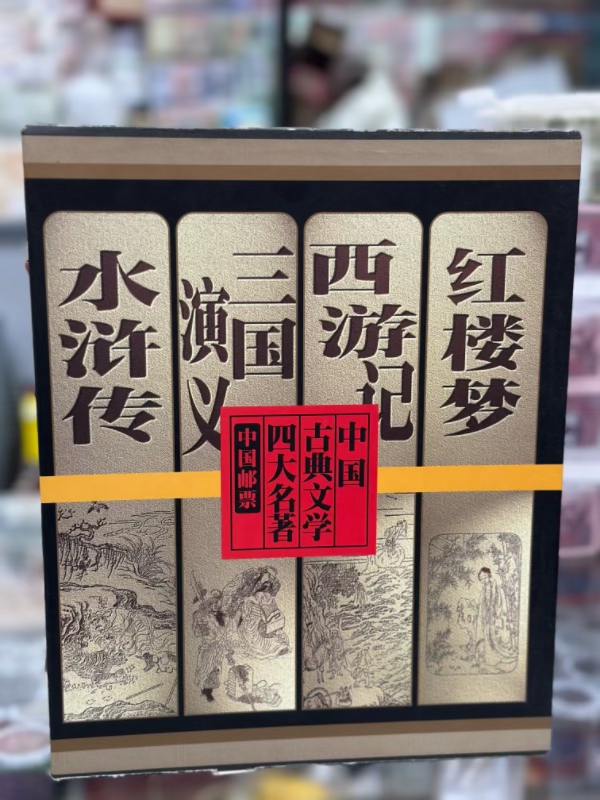 红楼梦
西游记
三国
演义
水浒传
中国
古典文学
四大名著
中国邮票